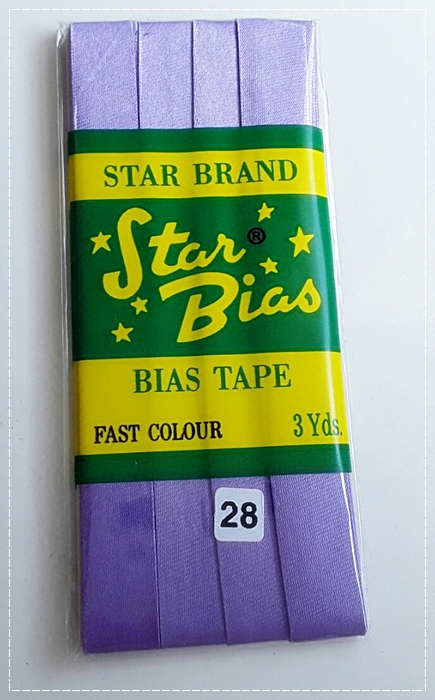 STAR BRAND
Star ®
Bias
BIAS TAPE
FAST COLOUR 3 Yds.
28